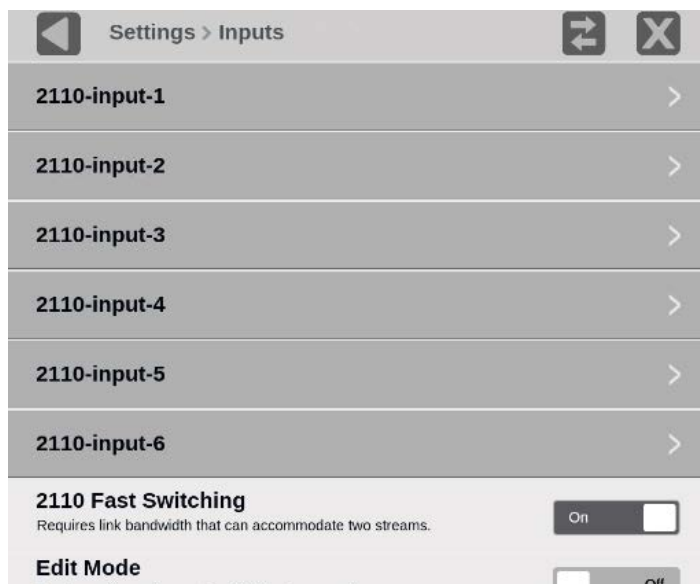 Settings > Inputs
2110-input-1
2110-input-2
2110-input-3
2110-input-4
2110-input-5
2110-input-6
2110 Fast Switching
On
Requires link bandwidth that can accommodate two streams.
Edit Mode
Off